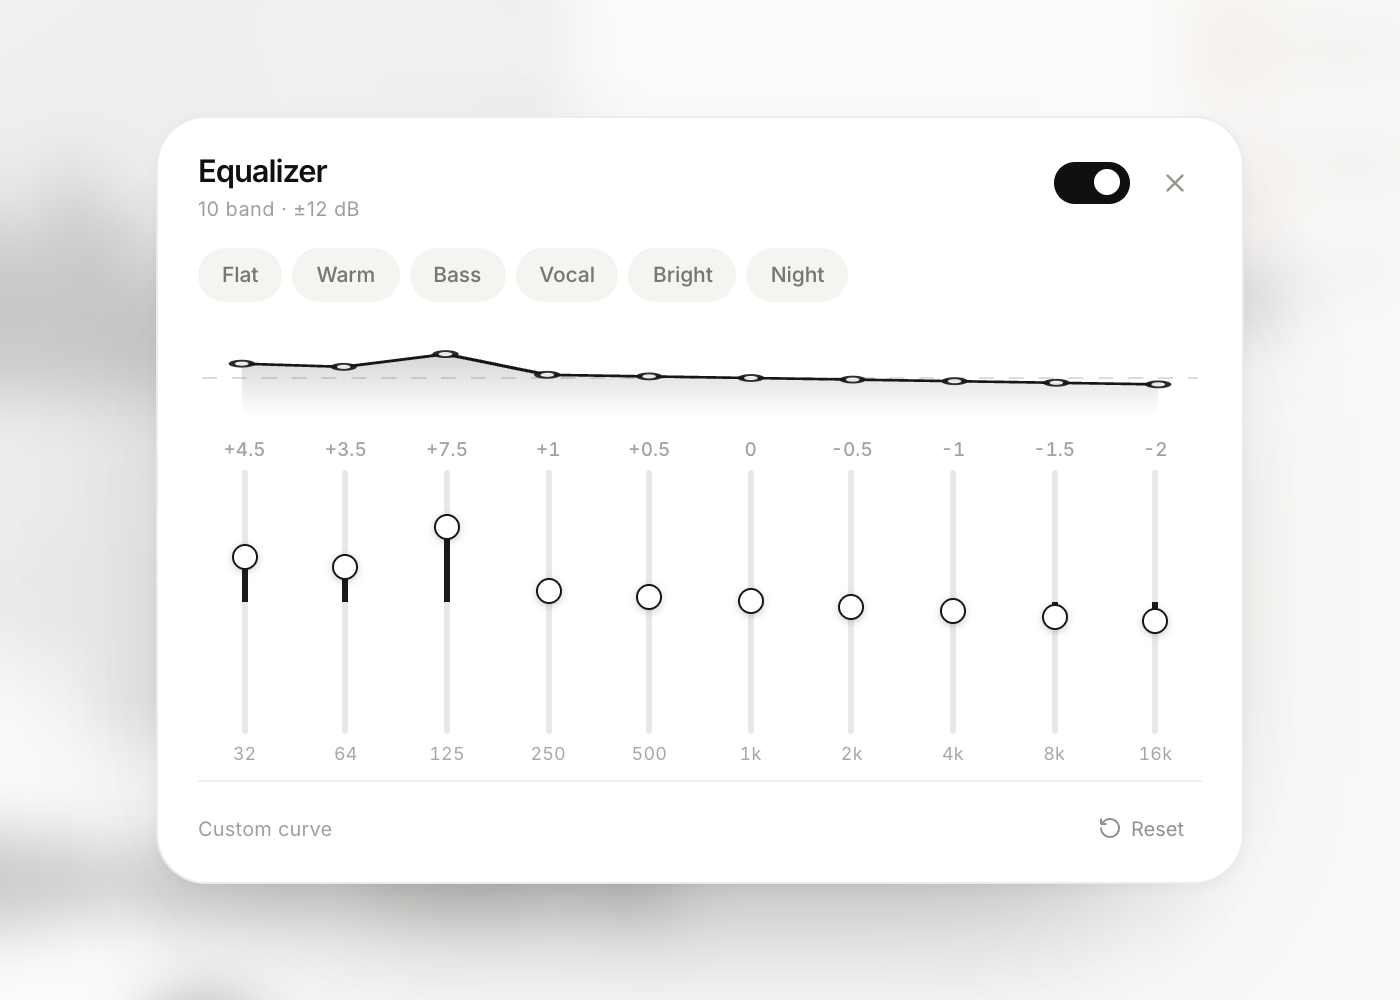 Equalizer
10 band · ±12 dB
Flat Warm Bass Vocal Bright Night
+4.5 +3.5 +7.5 +1 +0.5 0 -0.5 -1 -1.5 -2
32 64 125 250 500 1k 2k 4k 8k 16k
Custom curve Reset